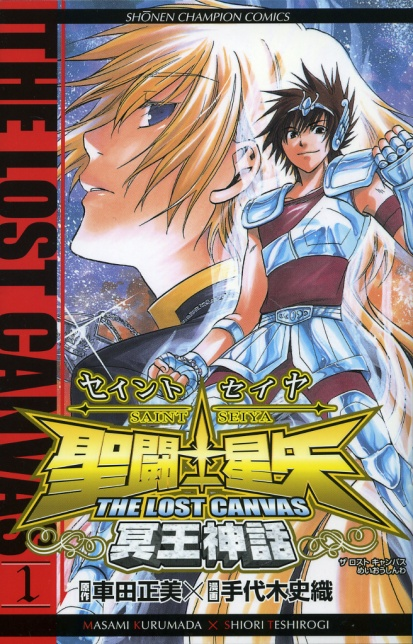 SHŌNEN CHAMPION COMICS
THE LOST CANVAS
1
セイント セイヤ
SAINT SEIYA
聖闘士星矢
THE LOST CANVAS
冥王神話
ザ ロスト キャンバス
めいおうしんわ
原作 車田正美×漫画 手代木史織
MASAMI KURUMADA × SHIORI TESHIROGI